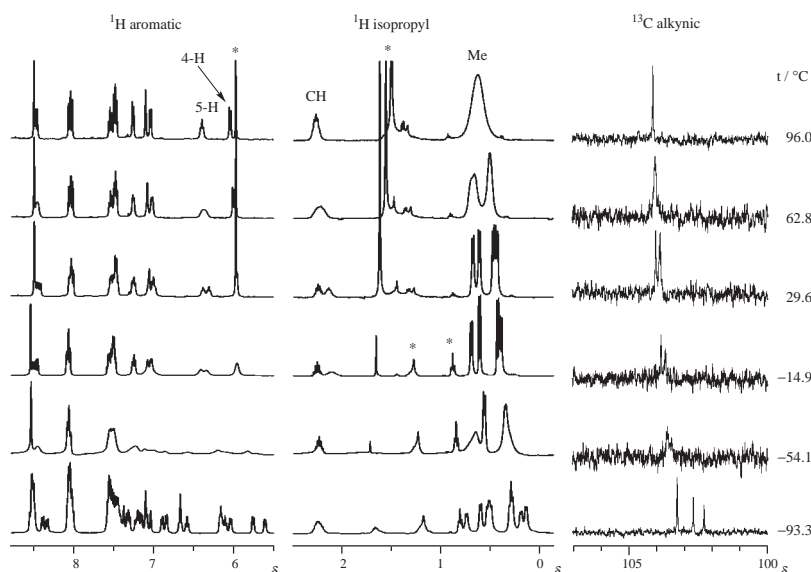 ¹H aromatic
¹H isopropyl
¹³C alkynic
*
*
4-H
Me
t / °C
5-H
CH
96.0
62.8
29.6
* *
−14.9
−54.1
−93.3
8 7 6 δ
2 1 0 δ
105 100 δ